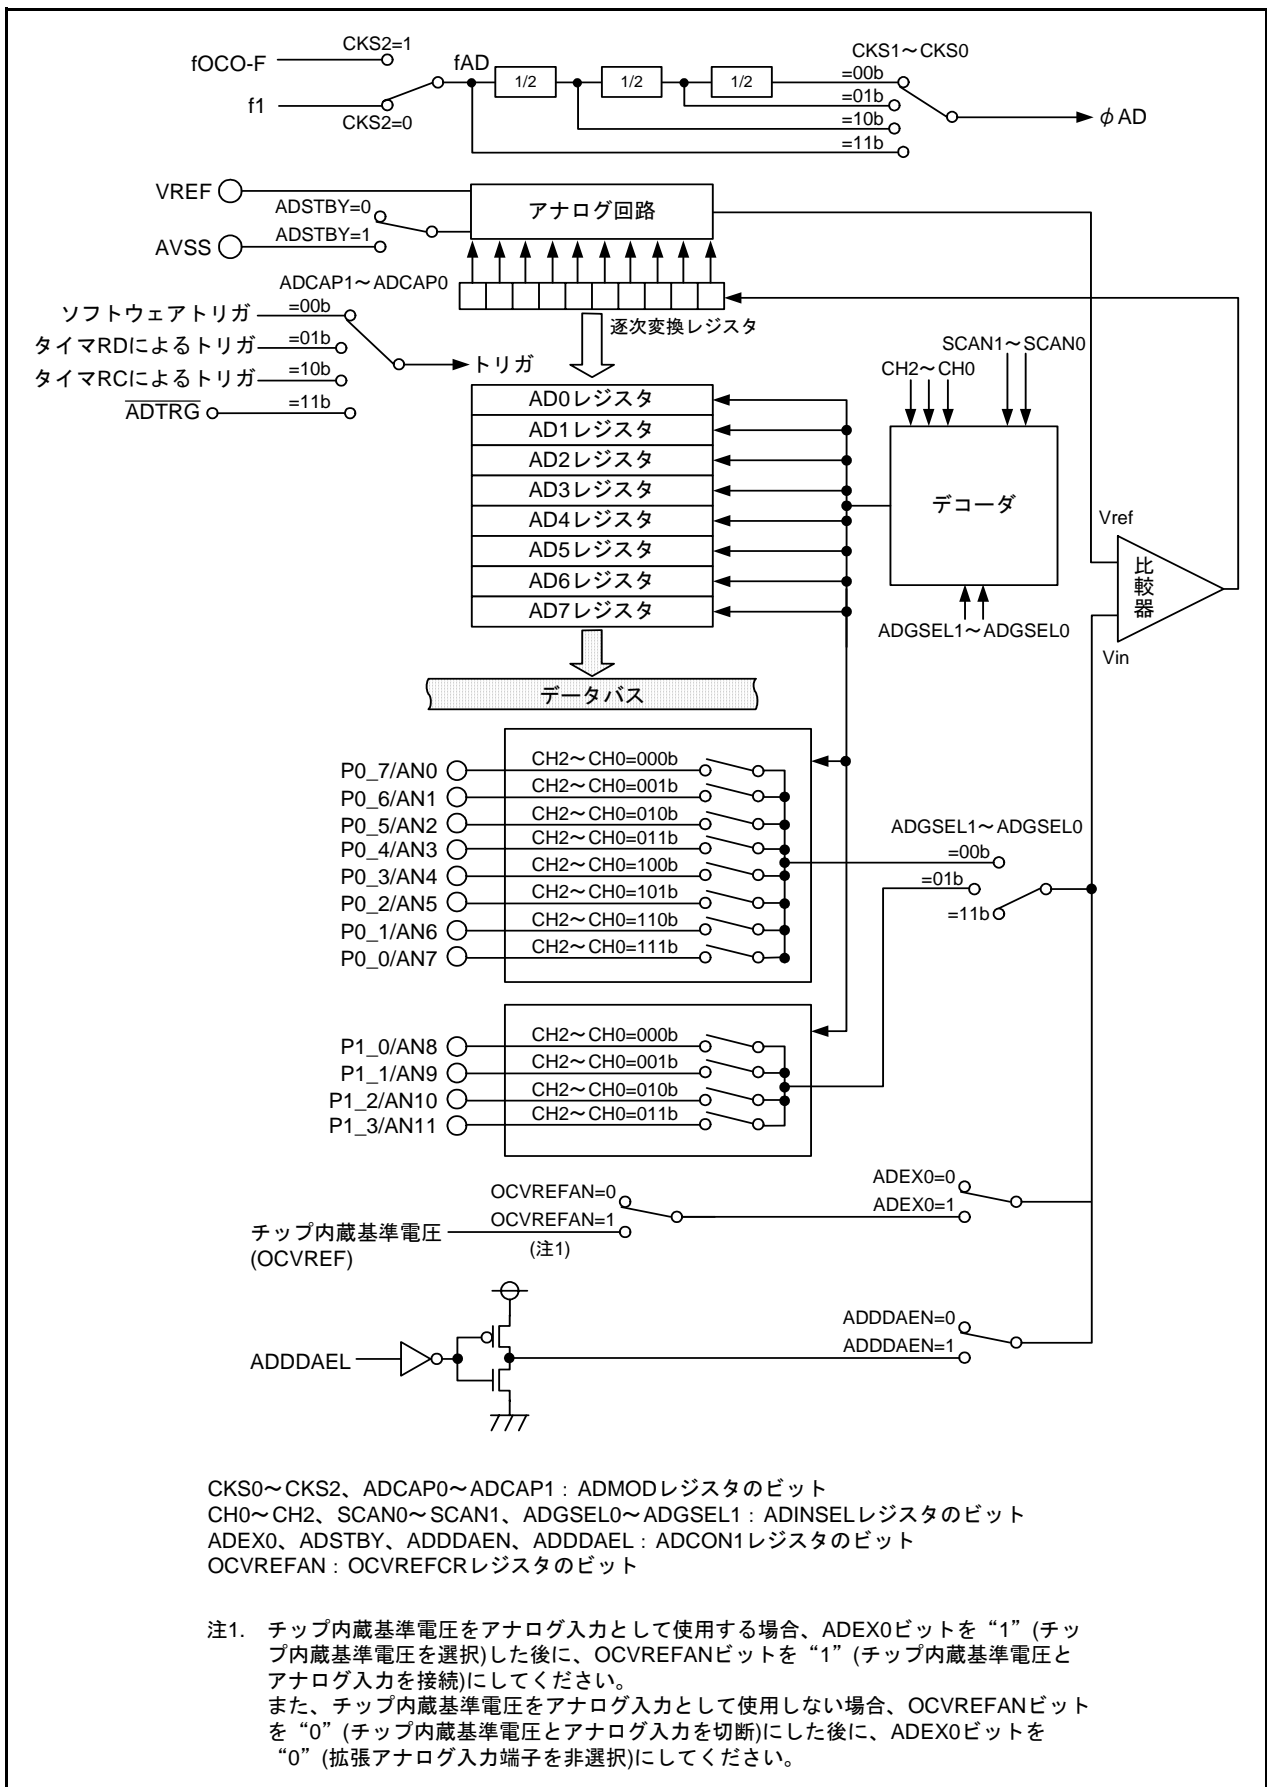 CKS2=1
fOCO-F
fAD
CKS1～CKS0
1/2
1/2
1/2
=00b
f1
CKS2=0
=01b
=10b
=11b
φAD
VREF
ADSTBY=0
アナログ回路
AVSS
ADSTBY=1
ADCAP1～ADCAP0
ソフトウェアトリガ
=00b
逐次変換レジスタ
タイマRDによるトリガ
=01b
トリガ
タイマRCによるトリガ
=10b
ADTRG
=11b
SCAN1～SCAN0
CH2～CH0
AD0レジスタ
AD1レジスタ
AD2レジスタ
AD3レジスタ
AD4レジスタ
AD5レジスタ
AD6レジスタ
AD7レジスタ
デコーダ
Vref
比較器
ADGSEL1～ADGSEL0
Vin
データバス
P0_7/AN0
CH2～CH0=000b
P0_6/AN1
CH2～CH0=001b
P0_5/AN2
CH2～CH0=010b
P0_4/AN3
CH2～CH0=011b
P0_3/AN4
CH2～CH0=100b
P0_2/AN5
CH2～CH0=101b
P0_1/AN6
CH2～CH0=110b
P0_0/AN7
CH2～CH0=111b
ADGSEL1～ADGSEL0
=00b
=01b
=11b
P1_0/AN8
CH2～CH0=000b
P1_1/AN9
CH2～CH0=001b
P1_2/AN10
CH2～CH0=010b
P1_3/AN11
CH2～CH0=011b
OCVREFAN=0
ADEX0=0
チップ内蔵基準電圧
(OCVREF)
OCVREFAN=1
(注1)
ADEX0=1
ADDDAEN=0
ADDDAEL
ADDDAEN=1
CKS0～CKS2、ADCAP0～ADCAP1：ADMODレジスタのビット
CH0～CH2、SCAN0～SCAN1、ADGSEL0～ADGSEL1：ADINSELレジスタのビット
ADEX0、ADSTBY、ADDDAEN、ADDDAEL：ADCON1レジスタのビット
OCVREFAN：OCVREFCRレジスタのビット
注1. チップ内蔵基準電圧をアナログ入力として使用する場合、ADEX0ビットを“1”(チッ
プ内蔵基準電圧を選択)した後に、OCVREFANビットを“1”(チップ内蔵基準電圧と
アナログ入力を接続)にしてください。
また、チップ内蔵基準電圧をアナログ入力として使用しない場合、OCVREFANビット
を“0”(チップ内蔵基準電圧とアナログ入力を切断)にした後に、ADEX0ビットを
“0”(拡張アナログ入力端子を非選択)にしてください。